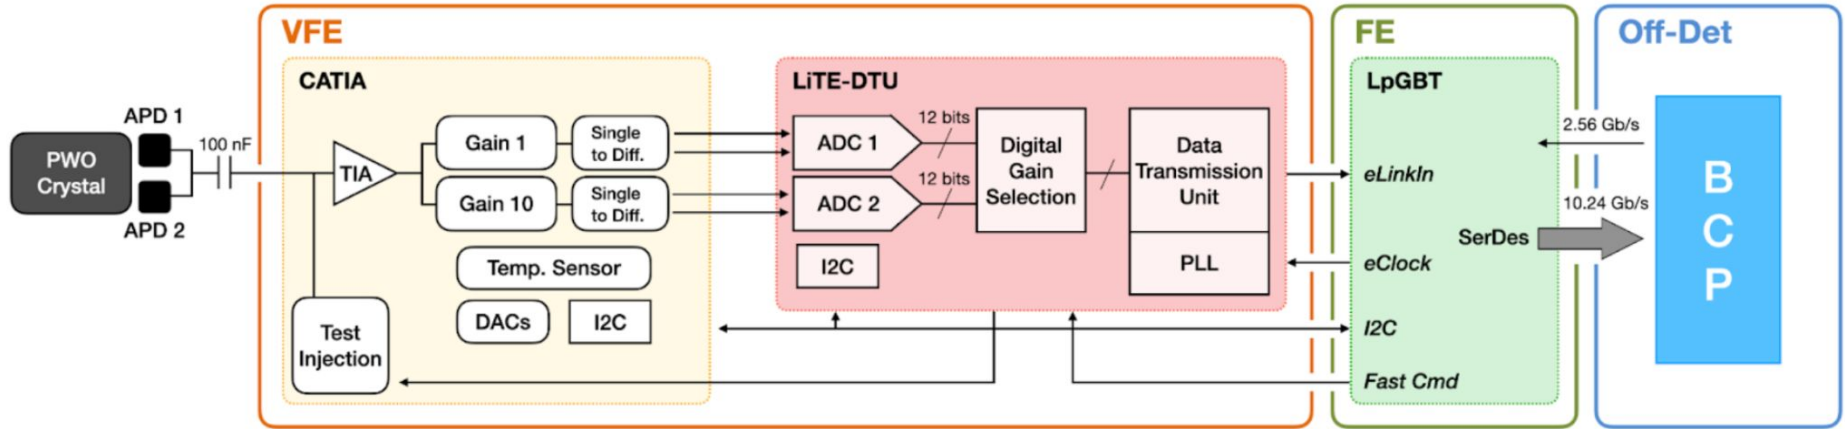 VFE
FE
Off-Det
CATIA
LiTE-DTU
LpGBT
APD 1
PWO
Crystal
APD 2
100 nF
TIA
Gain 1
Single
to Diff.
Gain 10
Single
to Diff.
Temp. Sensor
DACs
I2C
Test
Injection
ADC 1
12 bits
ADC 2
12 bits
I2C
Digital
Gain
Selection
Data
Transmission
Unit
PLL
eLinkIn
SerDes
eClock
I2C
Fast Cmd
2.56 Gb/s
10.24 Gb/s
B
C
P